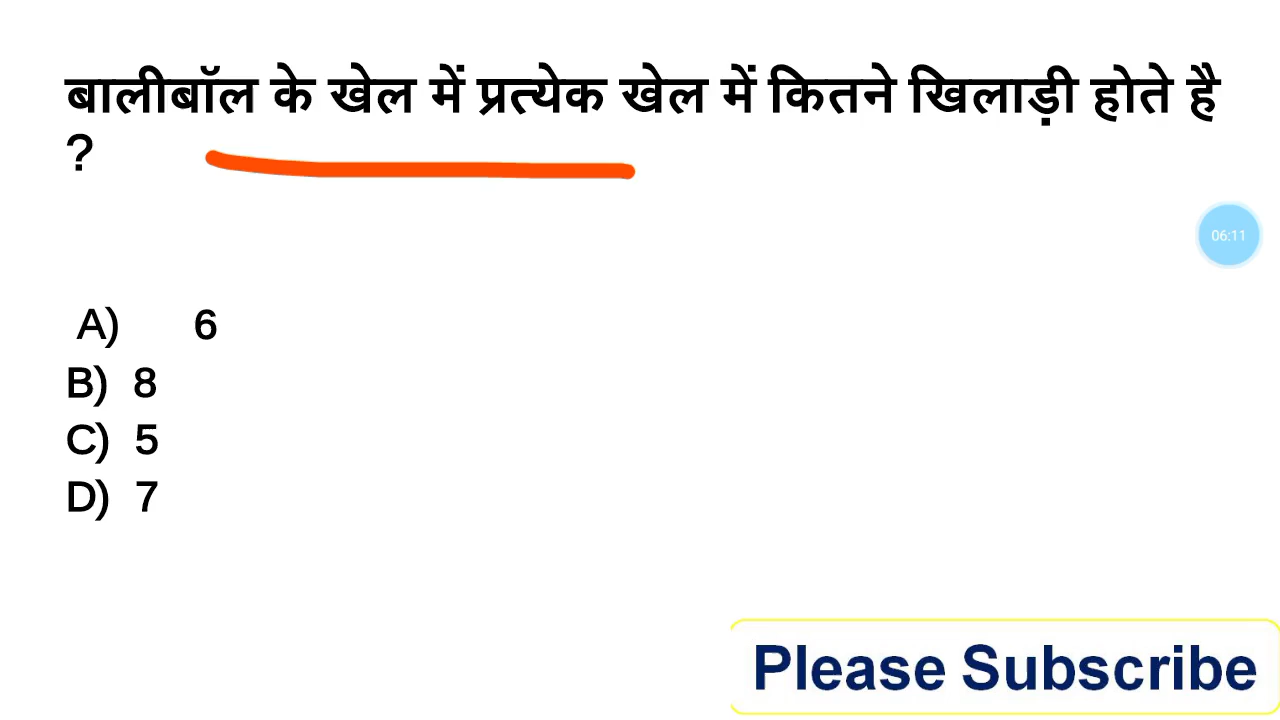 बालीबॉल के खेल में प्रत्येक खेल में कितने खिलाड़ी होते है
?
06:11
A) 6
B) 8
C) 5
D) 7
Please Subscribe